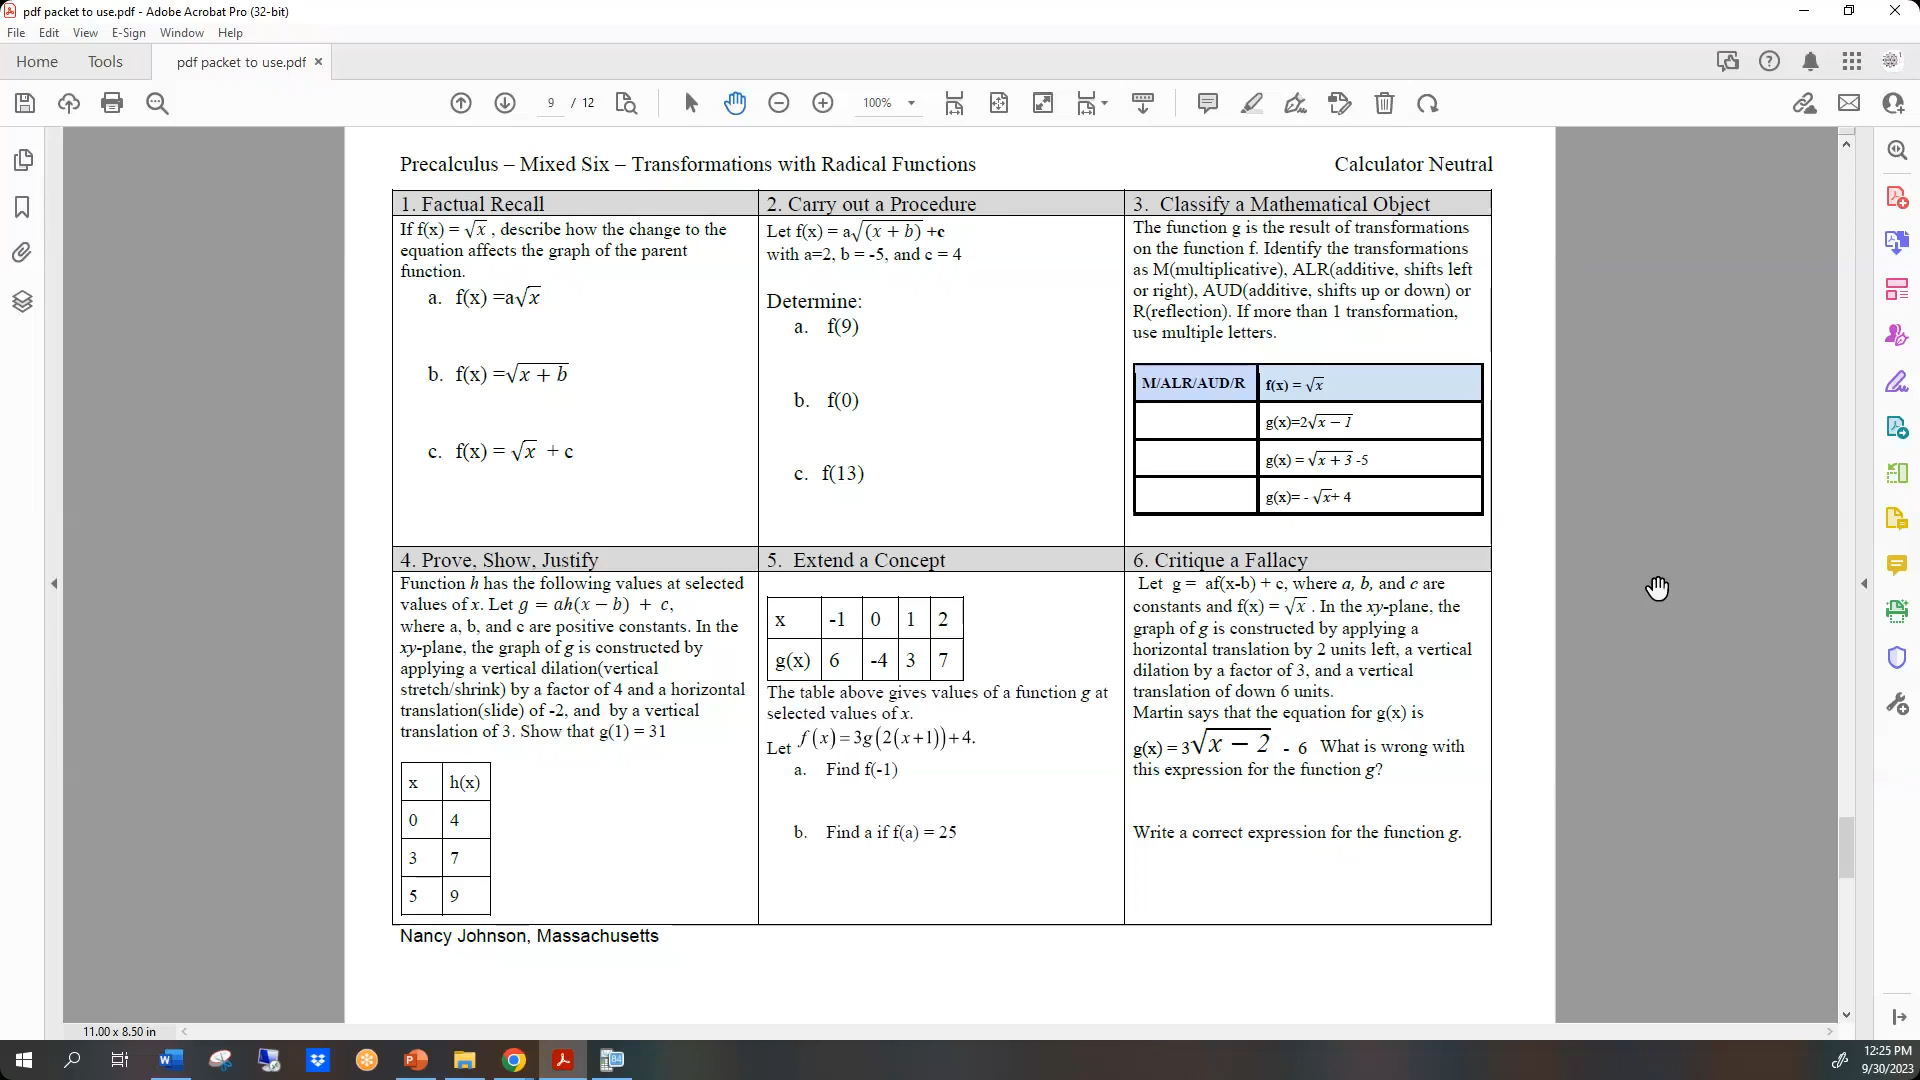 pdf packet to use.pdf - Adobe Acrobat Pro (32-bit)
File Edit View E-Sign Window Help
Home Tools pdf packet to use.pdf ×
9 / 12 100%
Precalculus – Mixed Six – Transformations with Radical Functions Calculator Neutral
1. Factual Recall
If f(x) = √x , describe how the change to the
equation affects the graph of the parent
function.
a. f(x) =a√x
b. f(x) =√(x + b)
c. f(x) = √x + c
2. Carry out a Procedure
Let f(x) = a√((x + b)) +c
with a=2, b = -5, and c = 4
Determine:
a. f(9)
b. f(0)
c. f(13)
3. Classify a Mathematical Object
The function g is the result of transformations
on the function f. Identify the transformations
as M(multiplicative), ALR(additive, shifts left
or right), AUD(additive, shifts up or down) or
R(reflection). If more than 1 transformation,
use multiple letters.
M/ALR/AUD/R f(x) = √x
g(x)=2√(x − 1)
g(x) = √(x + 3) -5
g(x)= - √x+ 4
4. Prove, Show, Justify
Function h has the following values at selected
values of x. Let g = ah(x − b) + c,
where a, b, and c are positive constants. In the
xy-plane, the graph of g is constructed by
applying a vertical dilation(vertical
stretch/shrink) by a factor of 4 and a horizontal
translation(slide) of -2, and by a vertical
translation of 3. Show that g(1) = 31
x h(x)
0 4
3 7
5 9
5. Extend a Concept
x -1 0 1 2
g(x) 6 -4 3 7
The table above gives values of a function g at
selected values of x.
Let f(x)=3g(2(x+1))+4.
a. Find f(-1)
b. Find a if f(a) = 25
6. Critique a Fallacy
Let g = af(x-b) + c, where a, b, and c are
constants and f(x) = √x . In the xy-plane, the
graph of g is constructed by applying a
horizontal translation by 2 units left, a vertical
dilation by a factor of 3, and a vertical
translation of down 6 units.
Martin says that the equation for g(x) is
g(x) = 3√(x − 2) - 6 What is wrong with
this expression for the function g?
Write a correct expression for the function g.
Nancy Johnson, Massachusetts
11.00 x 8.50 in
12:25 PM
9/30/2023